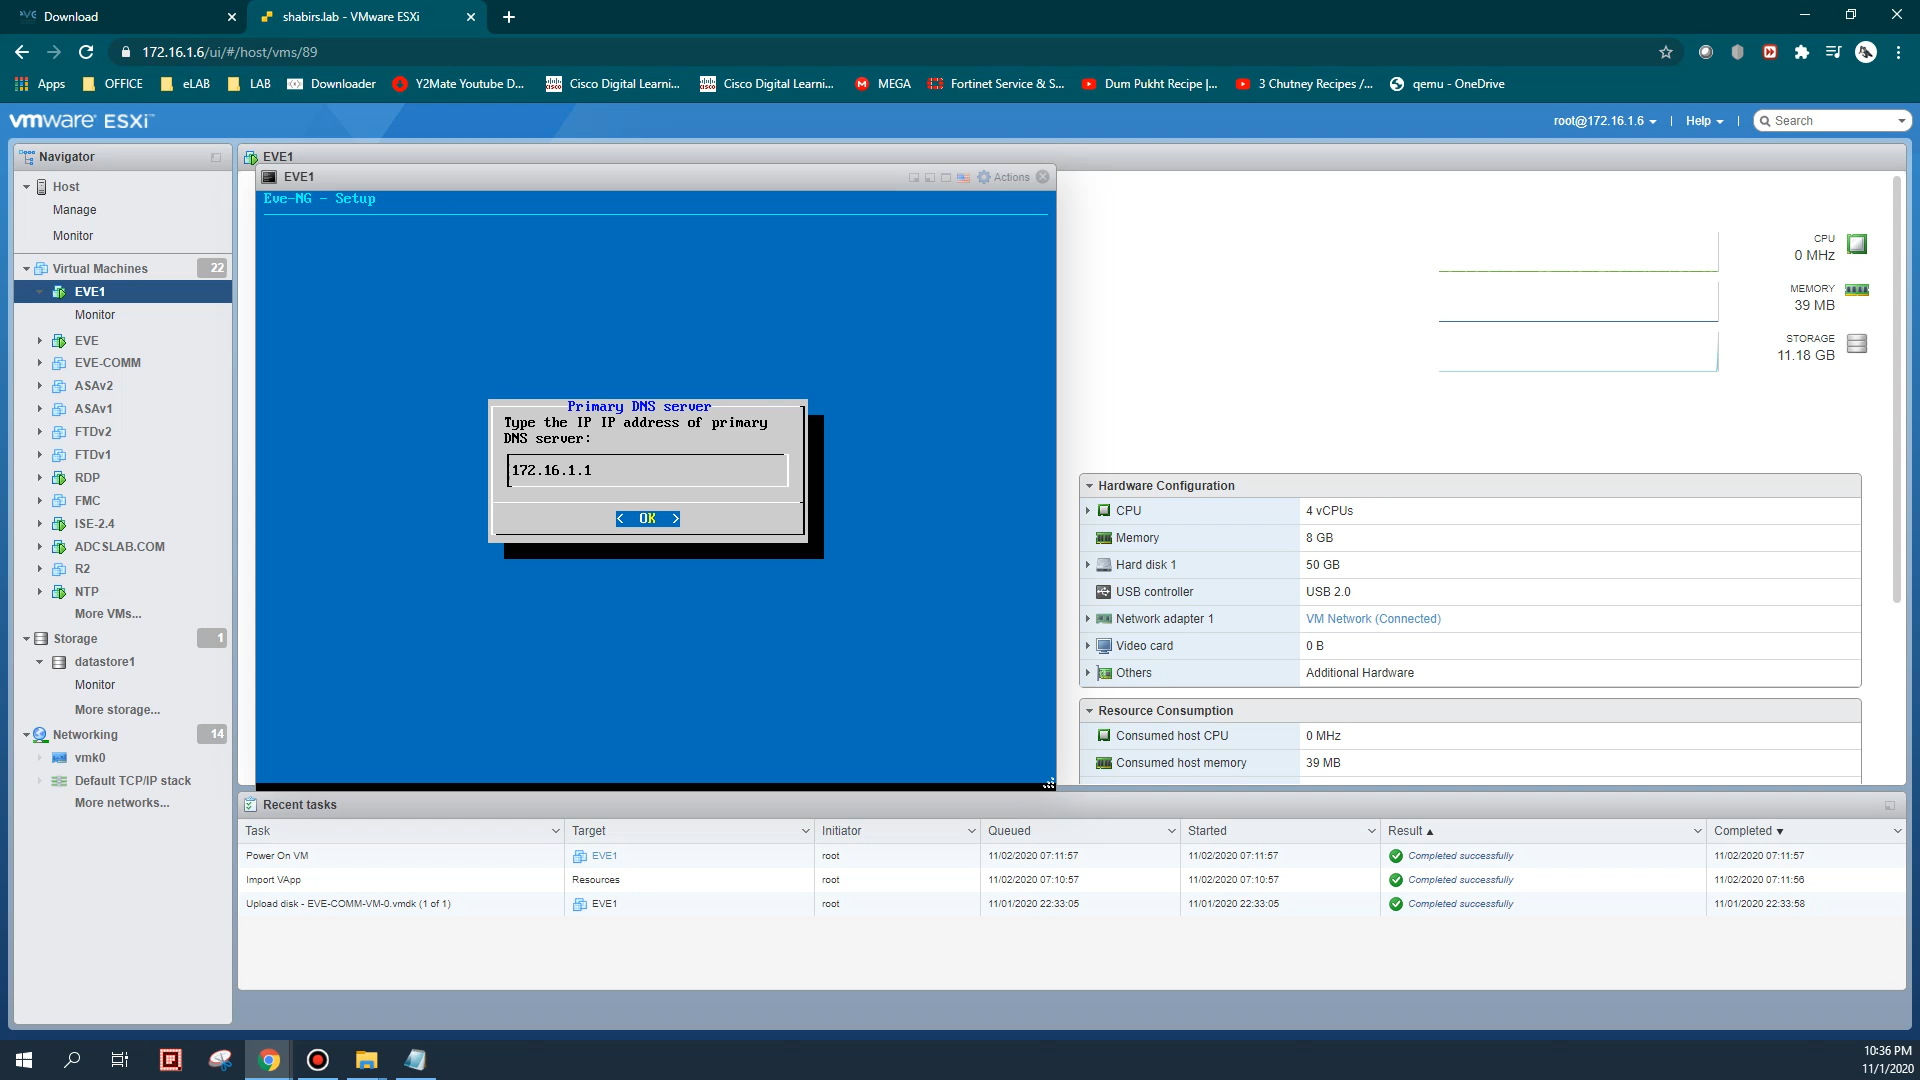 Download
shabirs.lab - VMware ESXi
172.16.1.6/ui/#/host/vms/89
Apps
OFFICE
eLAB
LAB
Downloader
Y2Mate Youtube D...
Cisco Digital Learni...
Cisco Digital Learni...
MEGA
Fortinet Service & S...
Dum Pukht Recipe |...
3 Chutney Recipes /...
qemu - OneDrive
vmware ESXi
root@172.16.1.6
Help
Search
Navigator
Host
Manage
Monitor
Virtual Machines 22
EVE1
Monitor
EVE
EVE-COMM
ASAv2
ASAv1
FTDv2
FTDv1
RDP
FMC
ISE-2.4
ADCSLAB.COM
R2
NTP
More VMs...
Storage 1
datastore1
Monitor
More storage...
Networking 14
vmk0
Default TCP/IP stack
More networks...
EVE1
EVE1
Actions
Eve-NG - Setup
Primary DNS server
Type the IP IP address of primary
DNS server:
172.16.1.1
< OK >
CPU
0 MHz
MEMORY
39 MB
STORAGE
11.18 GB
Hardware Configuration
CPU 4 vCPUs
Memory 8 GB
Hard disk 1 50 GB
USB controller USB 2.0
Network adapter 1 VM Network (Connected)
Video card 0 B
Others Additional Hardware
Resource Consumption
Consumed host CPU 0 MHz
Consumed host memory 39 MB
Recent tasks
Task Target Initiator Queued Started Result ▲ Completed ▼
Power On VM EVE1 root 11/02/2020 07:11:57 11/02/2020 07:11:57 Completed successfully 11/02/2020 07:11:57
Import VApp Resources root 11/02/2020 07:10:57 11/02/2020 07:10:57 Completed successfully 11/02/2020 07:11:56
Upload disk - EVE-COMM-VM-0.vmdk (1 of 1) EVE1 root 11/01/2020 22:33:05 11/01/2020 22:33:05 Completed successfully 11/01/2020 22:33:58
10:36 PM
11/1/2020